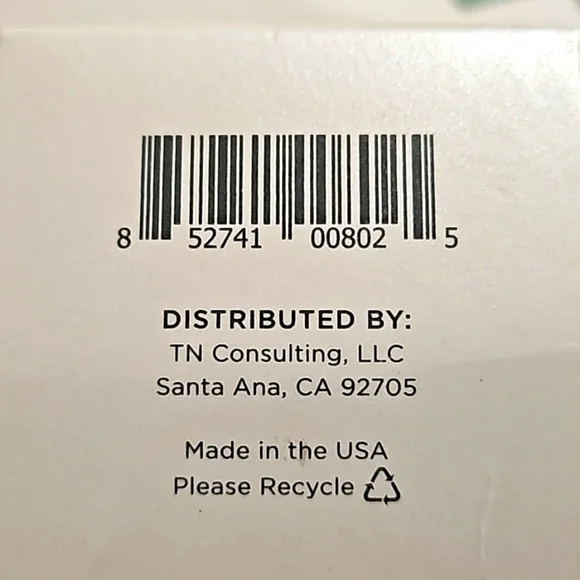 8 52741 00802 5
DISTRIBUTED BY:
TN Consulting, LLC
Santa Ana, CA 92705
Made in the USA
Please Recycle